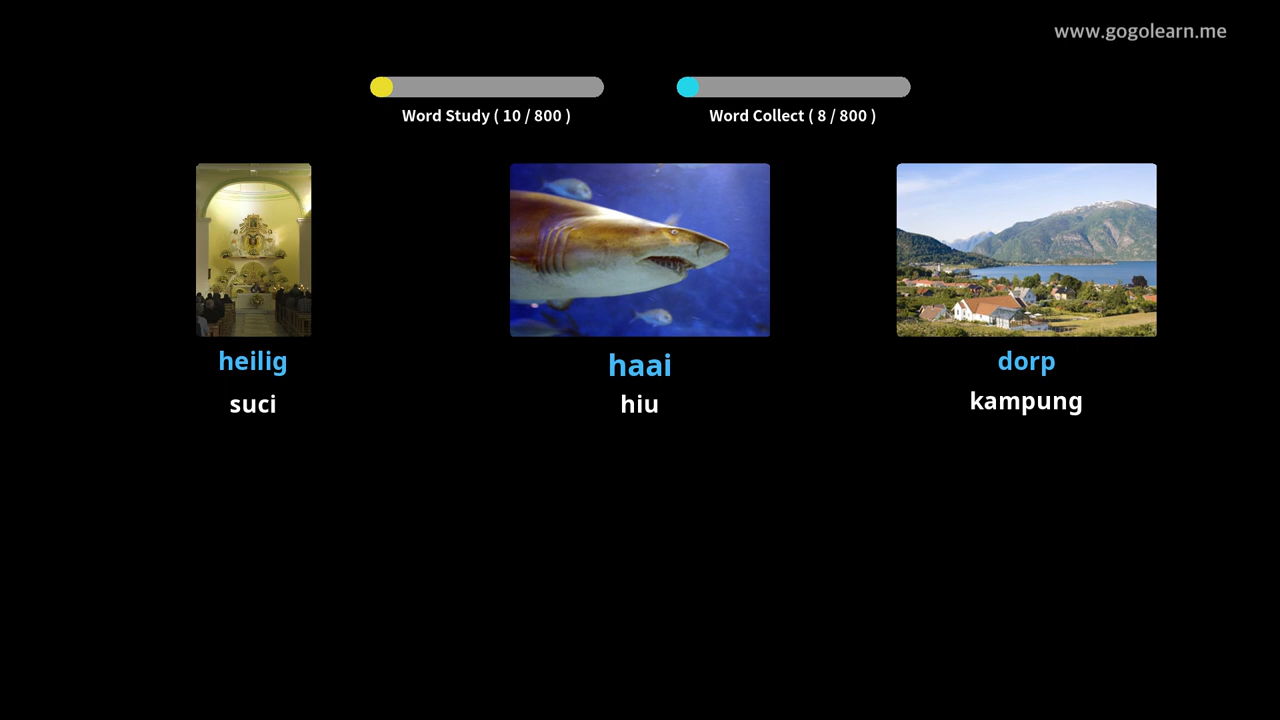 www.gogolearn.me
Word Study ( 10 / 800 )
Word Collect ( 8 / 800 )
heilig
suci
haai
hiu
dorp
kampung